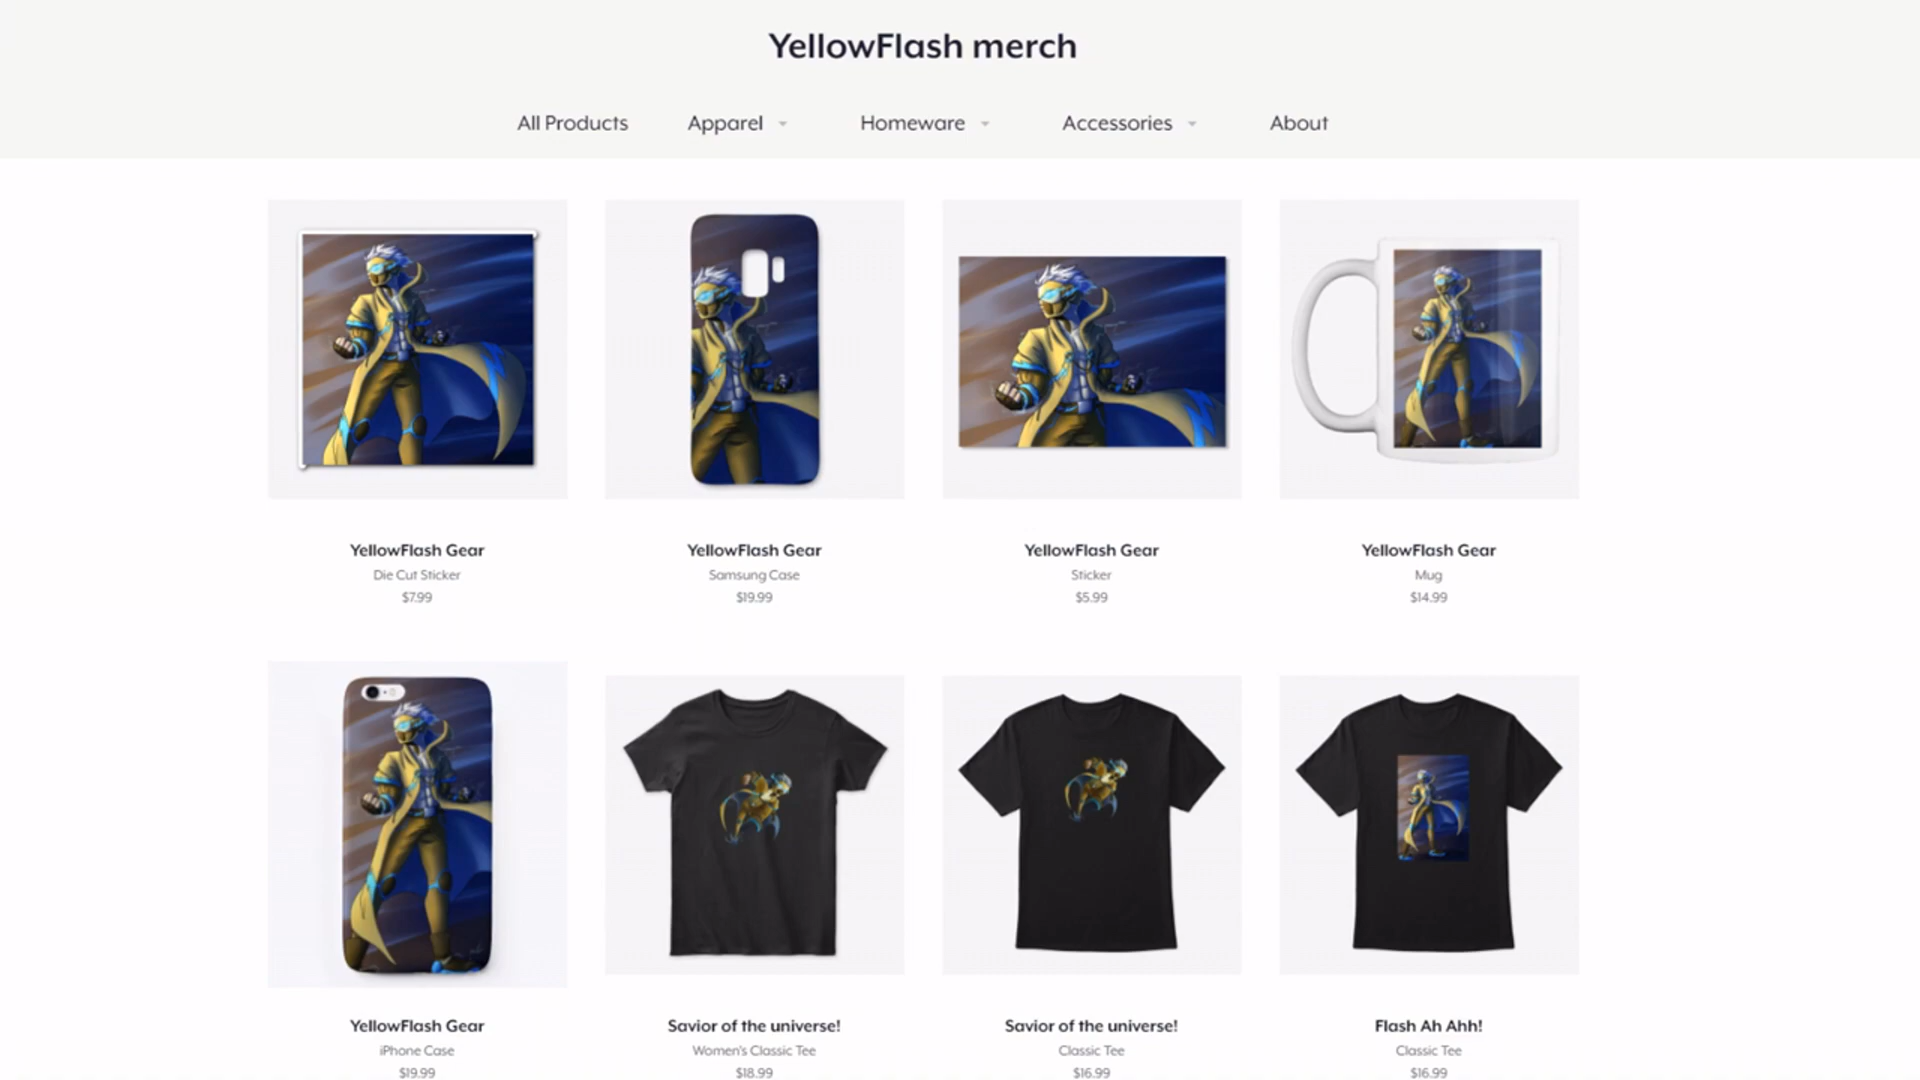 YellowFlash merch
All Products Apparel Homeware Accessories About
YellowFlash Gear
Die Cut Sticker
$7.99
YellowFlash Gear
Samsung Case
$19.99
YellowFlash Gear
Sticker
$5.99
YellowFlash Gear
Mug
$14.99
YellowFlash Gear
iPhone Case
$19.99
Savior of the universe!
Women's Classic Tee
$18.99
Savior of the universe!
Classic Tee
$16.99
Flash Ah Ahh!
Classic Tee
$16.99